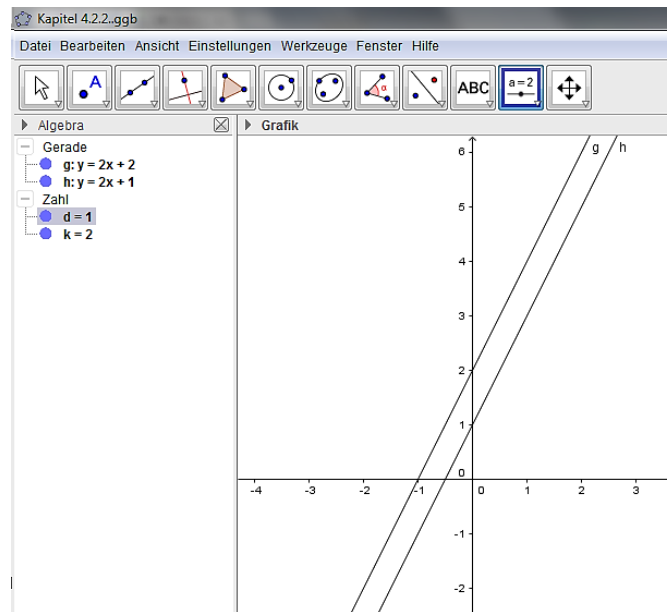 Kapitel 4.2.2..ggb
Datei Bearbeiten Ansicht Einstellungen Werkzeuge Fenster Hilfe
A
α
ABC
a = 2
Algebra
Gerade
g: y = 2x + 2
h: y = 2x + 1
Zahl
d = 1
k = 2
Grafik
g h
6
5
4
3
2
1
0
-4 -3 -2 -1 0 1 2 3
-1
-2